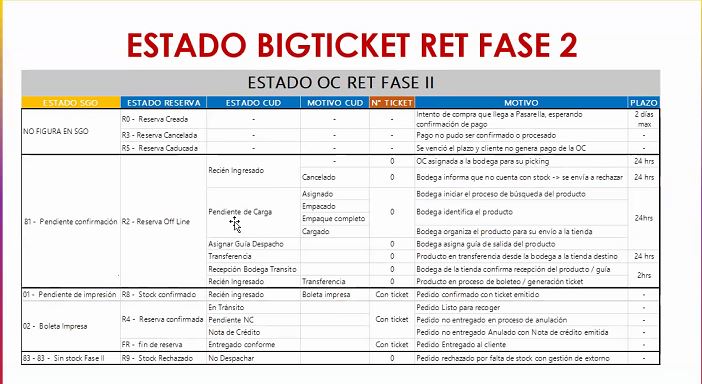 ESTADO BIGTICKET RET FASE 2
ESTADO OC RET FASE II
ESTADO SGO ESTADO RESERVA ESTADO CUD MOTIVO CUD N° TICKET MOTIVO PLAZO
NO FIGURA EN SGO R0 - Reserva Creada - - - Intento de compra que llega a Pasarella, esperando confirmación de pago 2 días max
R3 - Reserva Cancelada - - - Pago no pudo ser confirmado o procesado -
R5 - Reserva Caducada - - - Se venció el plazo y cliente no genera pago de la OC -
81 - Pendiente confirmación R2 - Reserva Off Line Recién Ingresado - 0 OC asignada a la bodega para su picking 24 hrs
Cancelado 0 Bodega informa que no cuenta con stock -> se envía a rechazar 24 hrs
Pendiente de Carga Asignado 0 Bodega iniciar el proceso de búsqueda del producto 24hrs
Empacado Bodega identifica el producto
Empaque completo
Cargado Bodega organiza el producto para su envío a la tienda
Asignar Guía Despacho 0 Bodega asigna guía de salida del producto
Transferencia 0 Producto en transferencia desde la bodega a la tienda destino 24 hrs
Recepción Bodega Transito 0 Bodega de la tienda confirma recepción del producto / guía 2hrs
Recién Ingresado Transferencia 0 Producto en proceso de boleteo / generación ticket
01 - Pendiente de impresión R8 - Stock confirmado Recién ingresado Boleta impresa Con ticket Pedido confirmado con ticket emitido -
02 - Boleta Impresa R4 - Reserva confirmada En Tránsito Con ticket Pedido Listo para recoger -
Pendiente NC Pedido no entregado en proceso de anulación -
Nota de Crédito Pedido no entregado Anulado con Nota de crédito emitida -
FR - fin de reserva Entregado conforme Con ticket Pedido Entregado al cliente -
83 - 83 - Sin stock Fase II R9 - Stock Rechazado No Despachar 0 Pedido rechazado por falta de stock con gestión de extorno -